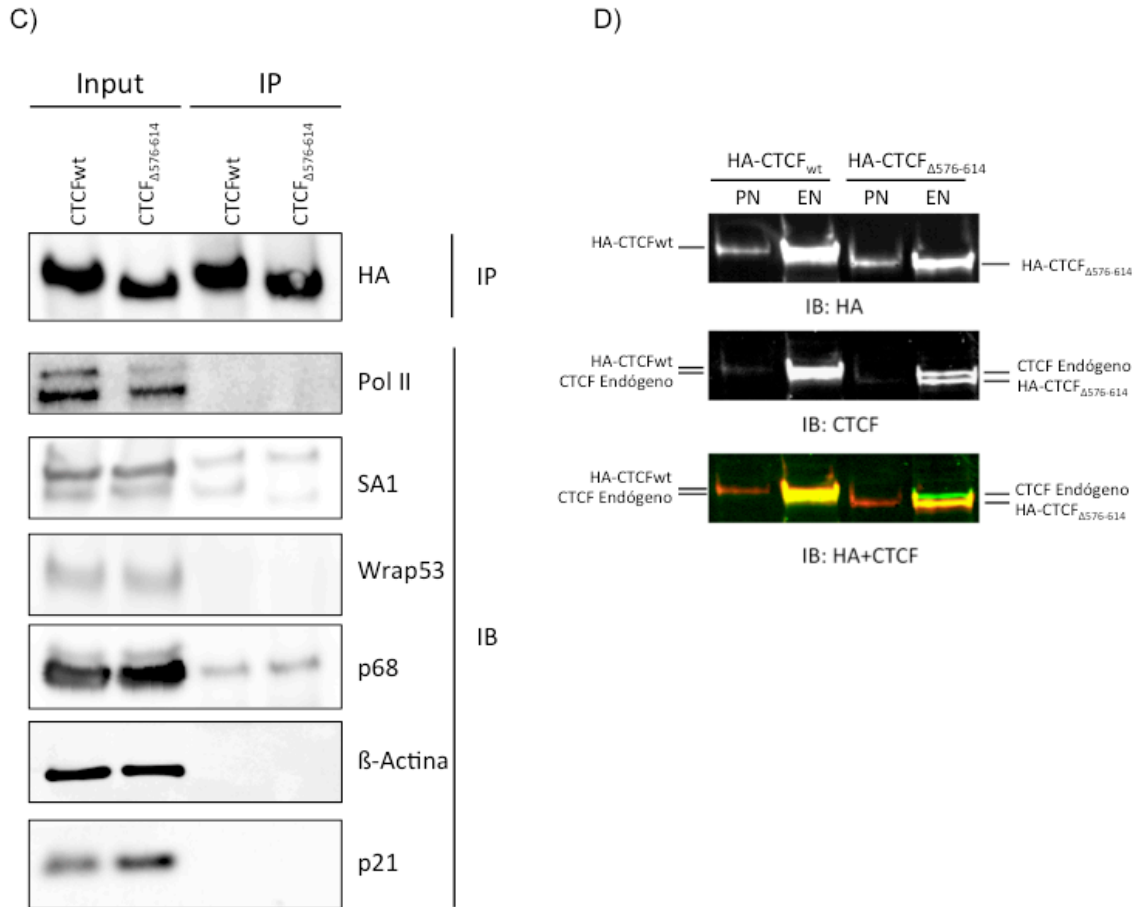 C)
Input
IP
CTCFwt
CTCFΔ576-614
CTCFwt
CTCFΔ576-614
HA
IP
Pol II
SA1
Wrap53
p68
IB
ß-Actina
p21
D)
HA-CTCFwt
HA-CTCFΔ576-614
PN
EN
PN
EN
HA-CTCFwt
HA-CTCFΔ576-614
IB: HA
HA-CTCFwt
CTCF Endógeno
CTCF Endógeno
HA-CTCFΔ576-614
IB: CTCF
HA-CTCFwt
CTCF Endógeno
CTCF Endógeno
HA-CTCFΔ576-614
IB: HA+CTCF